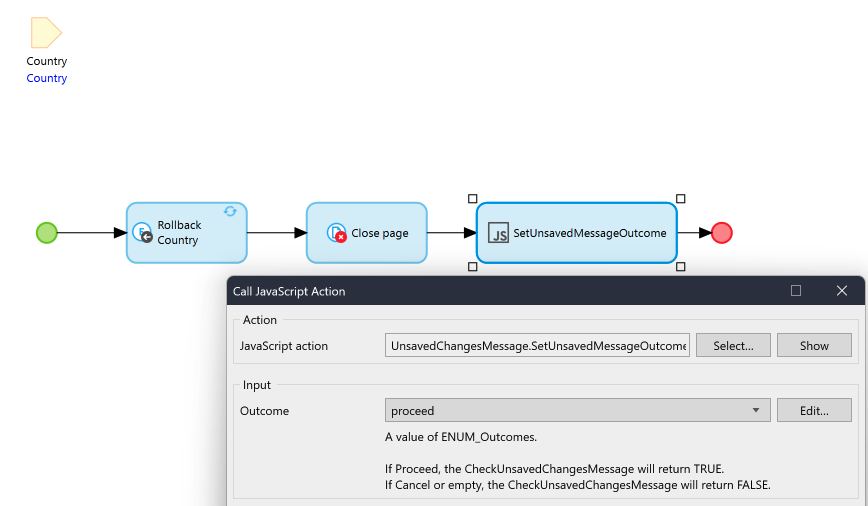 Country
Country
Rollback
Country
Close page
JS
SetUnsavedMessageOutcome
Call JavaScript Action
Action
JavaScript action
UnsavedChangesMessage.SetUnsavedMessageOutcome
Select...
Show
Input
Outcome
proceed
Edit...
A value of ENUM_Outcomes.
If Proceed, the CheckUnsavedChangesMessage will return TRUE.
If Cancel or empty, the CheckUnsavedChangesMessage will return FALSE.